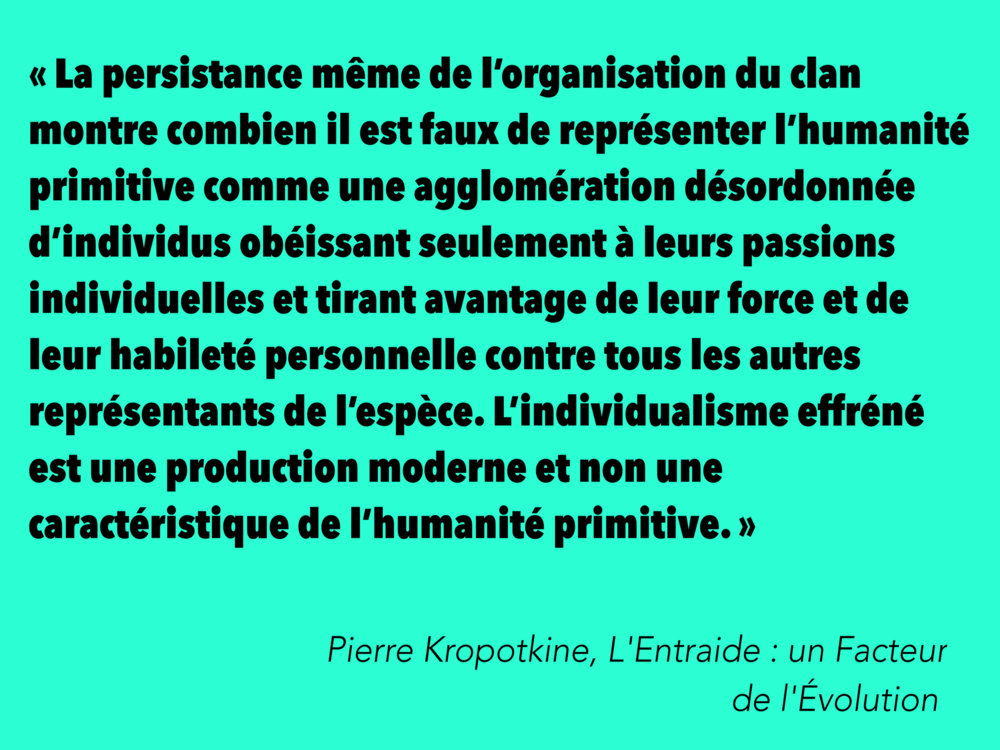 « La persistance même de l’organisation du clan
montre combien il est faux de représenter l’humanité
primitive comme une agglomération désordonnée
d’individus obéissant seulement à leurs passions
individuelles et tirant avantage de leur force et de
leur habileté personnelle contre tous les autres
représentants de l’espèce. L’individualisme effréné
est une production moderne et non une
caractéristique de l’humanité primitive. »
Pierre Kropotkine, L'Entraide : un Facteur
de l'Évolution